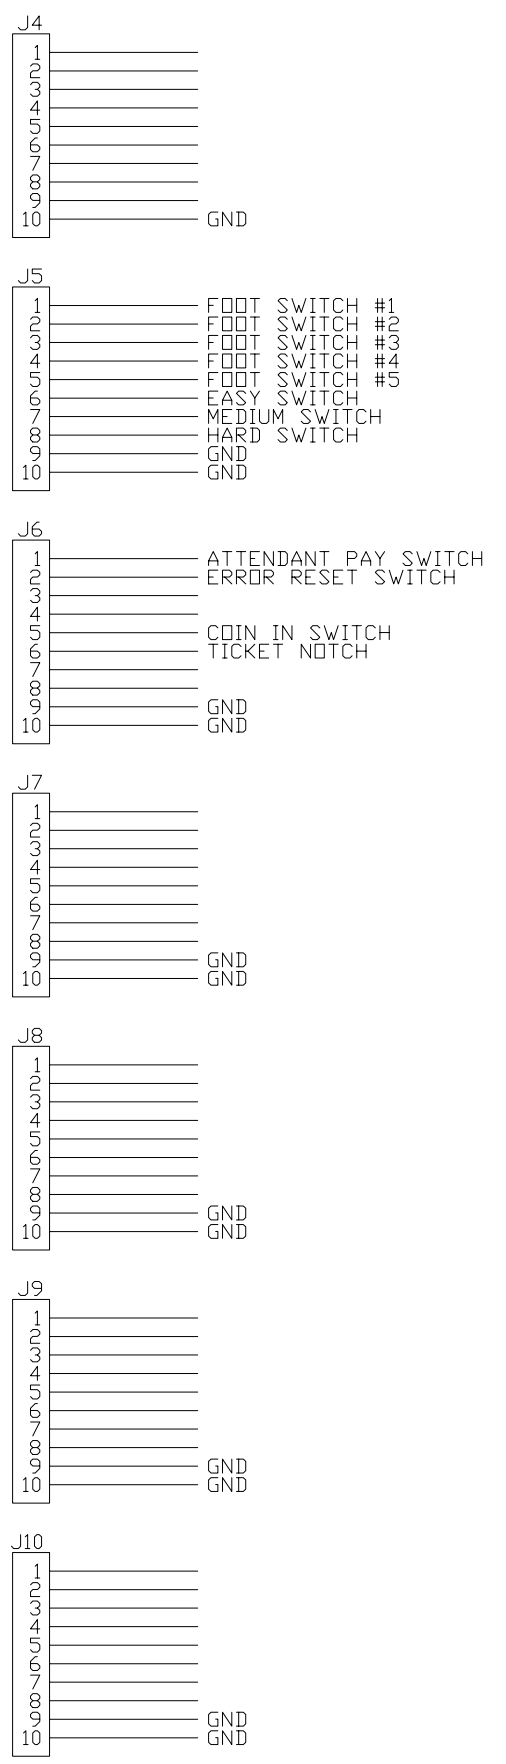 J4
1
2
3
4
5
6
7
8
9
10 GND
J5
1 FOOT SWITCH #1
2 FOOT SWITCH #2
3 FOOT SWITCH #3
4 FOOT SWITCH #4
5 FOOT SWITCH #5
6 EASY SWITCH
7 MEDIUM SWITCH
8 HARD SWITCH
9 GND
10 GND
J6
1 ATTENDANT PAY SWITCH
2 ERROR RESET SWITCH
3
4
5 COIN IN SWITCH
6 TICKET NOTCH
7
8
9 GND
10 GND
J7
1
2
3
4
5
6
7
8
9 GND
10 GND
J8
1
2
3
4
5
6
7
8
9 GND
10 GND
J9
1
2
3
4
5
6
7
8
9 GND
10 GND
J10
1
2
3
4
5
6
7
8
9 GND
10 GND